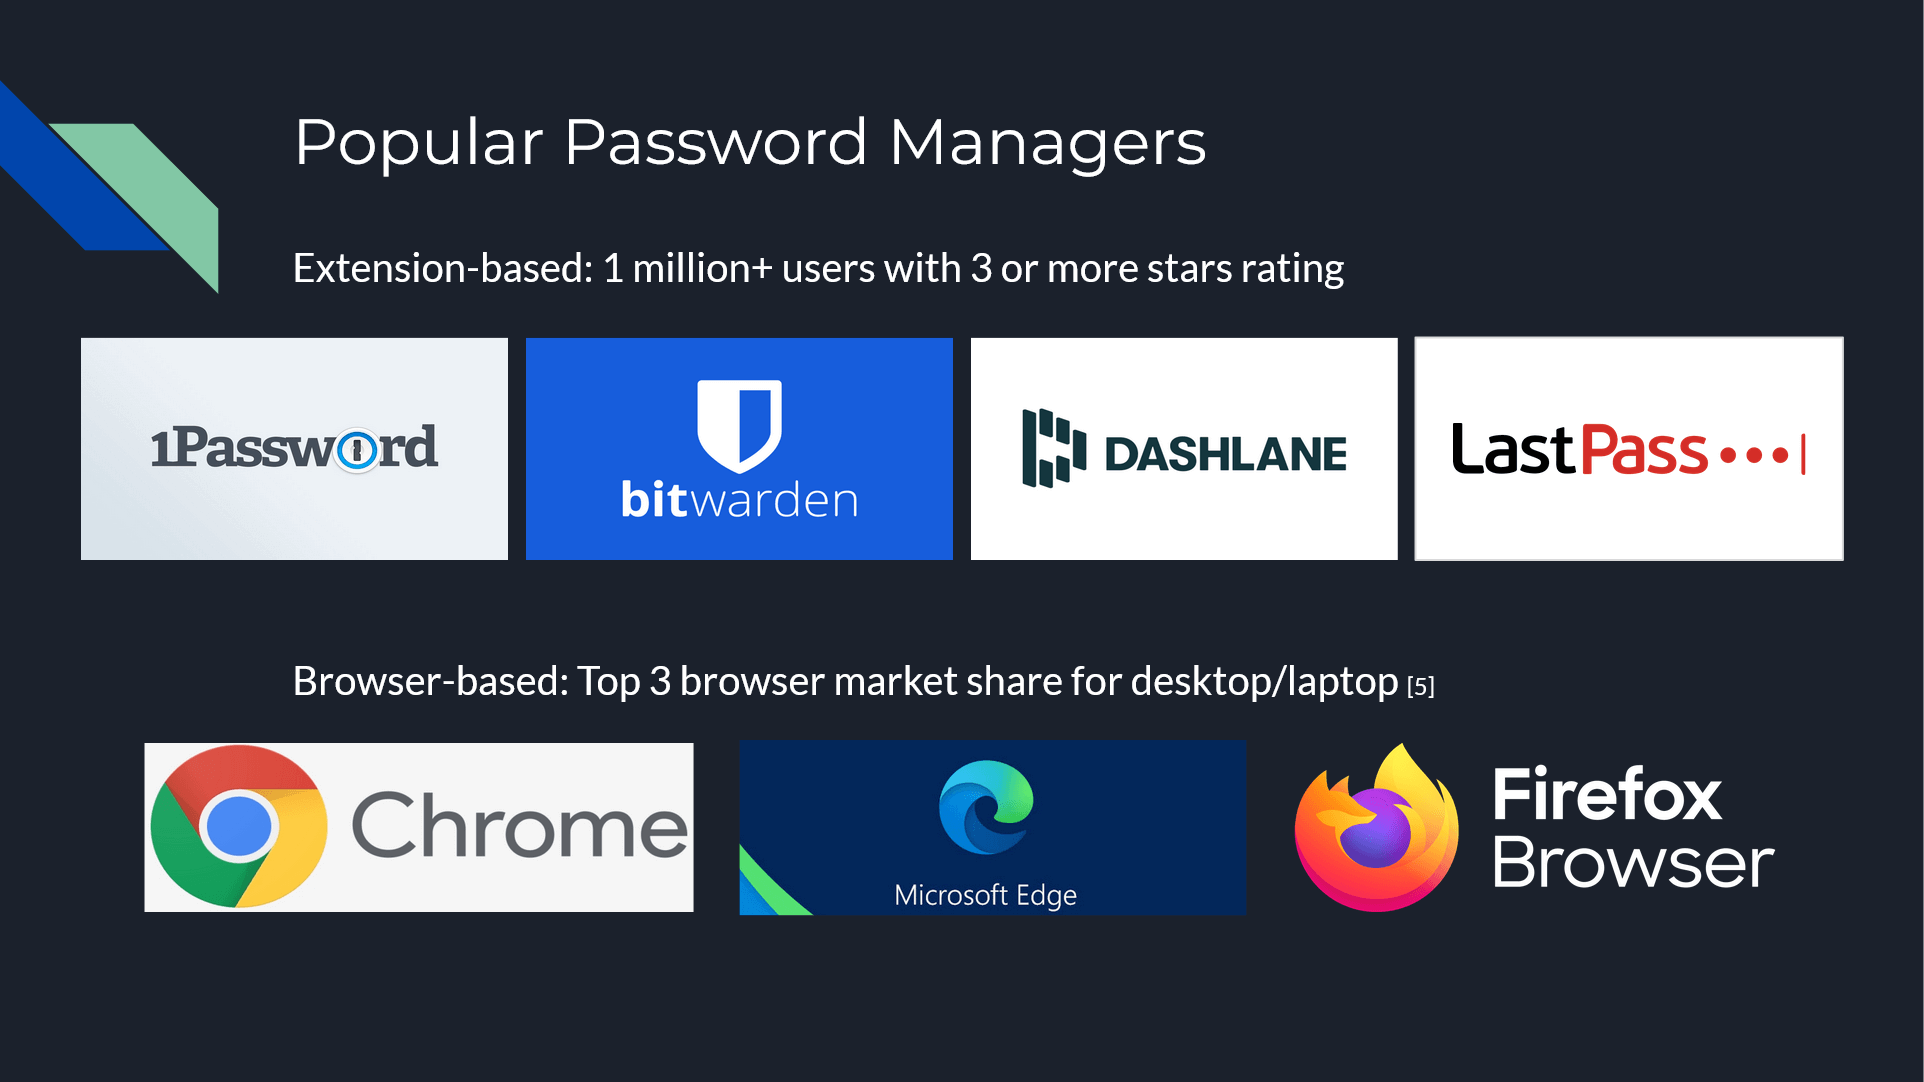 Popular Password Managers
Extension-based: 1 million+ users with 3 or more stars rating
1Password
bitwarden
DASHLANE
LastPass
Browser-based: Top 3 browser market share for desktop/laptop [5]
Chrome
Microsoft Edge
Firefox
Browser